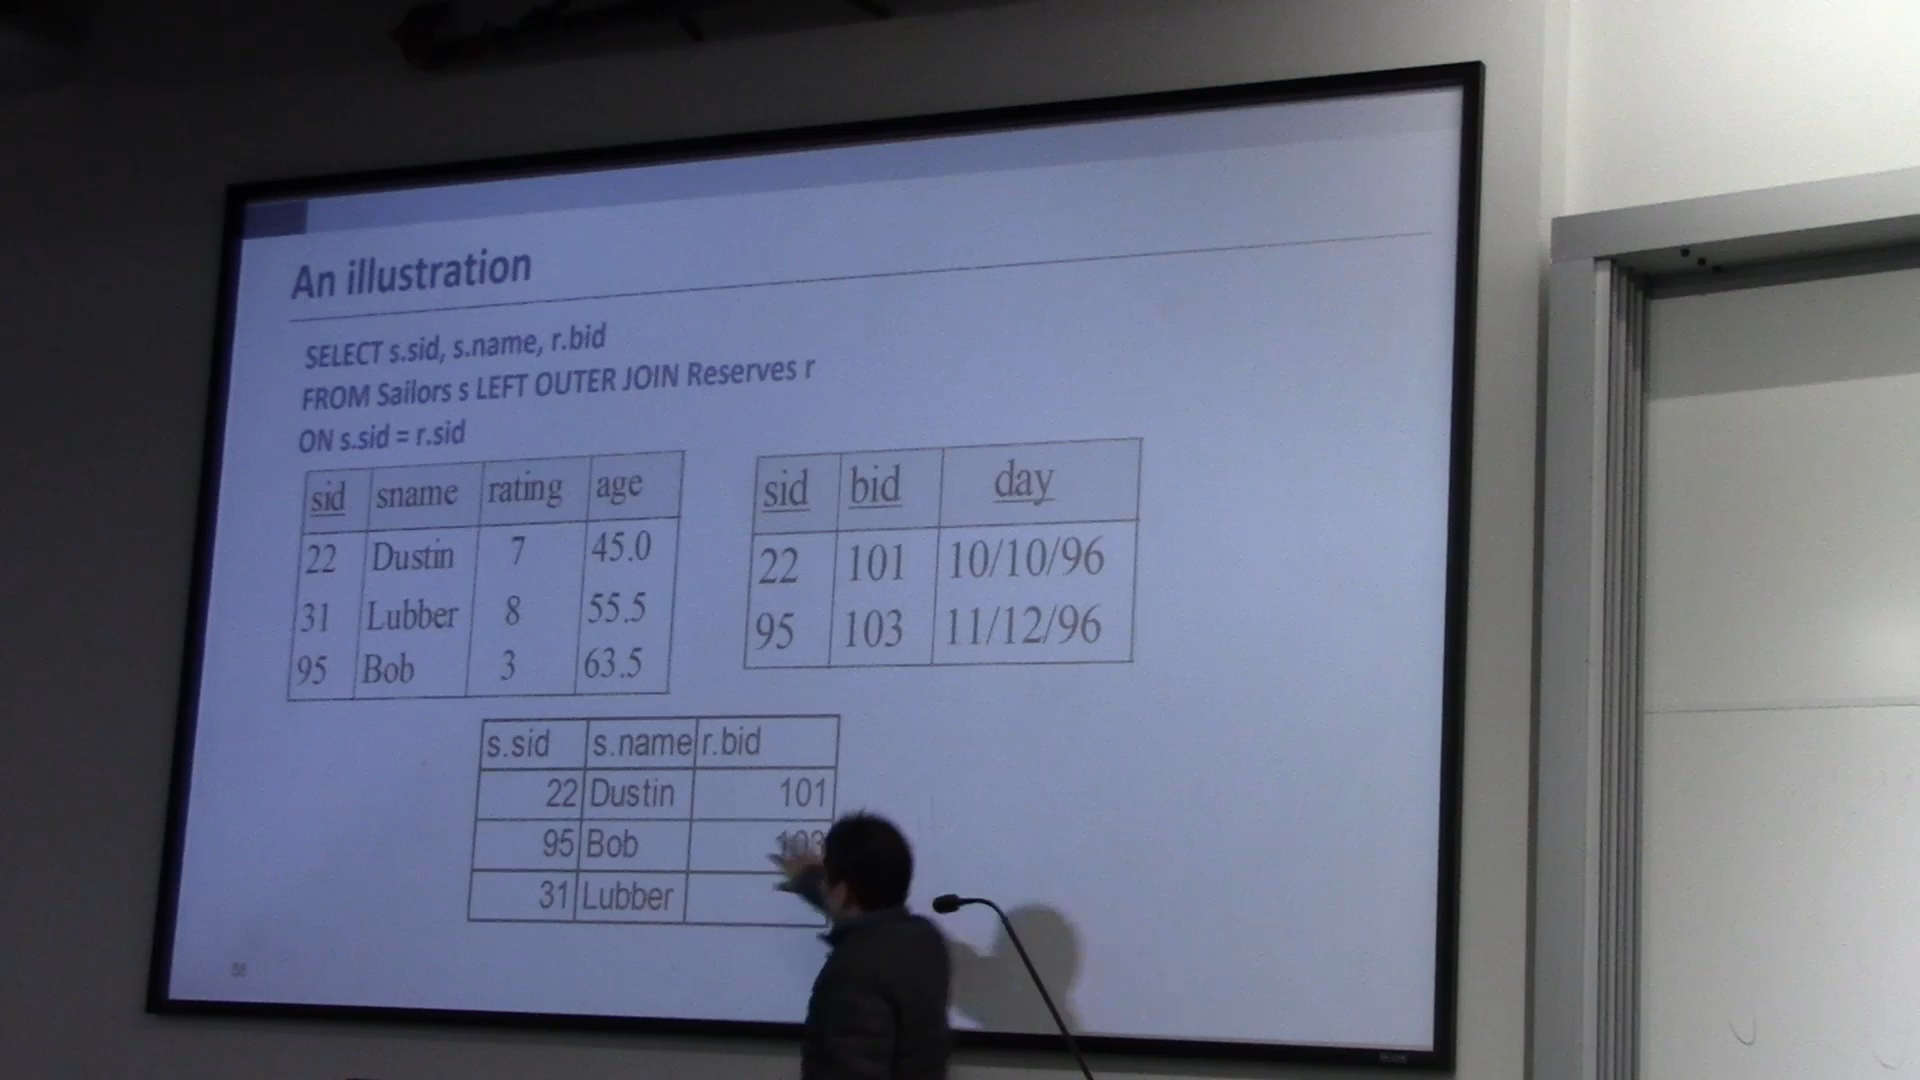 An illustration
SELECT s.sid, s.name, r.bid
FROM Sailors s LEFT OUTER JOIN Reserves r
ON s.sid = r.sid
sid sname rating age
22 Dustin 7 45.0
31 Lubber 8 55.5
95 Bob 3 63.5
sid bid day
22 101 10/10/96
95 103 11/12/96
s.sid s.name r.bid
22 Dustin 101
95 Bob 103
31 Lubber
58